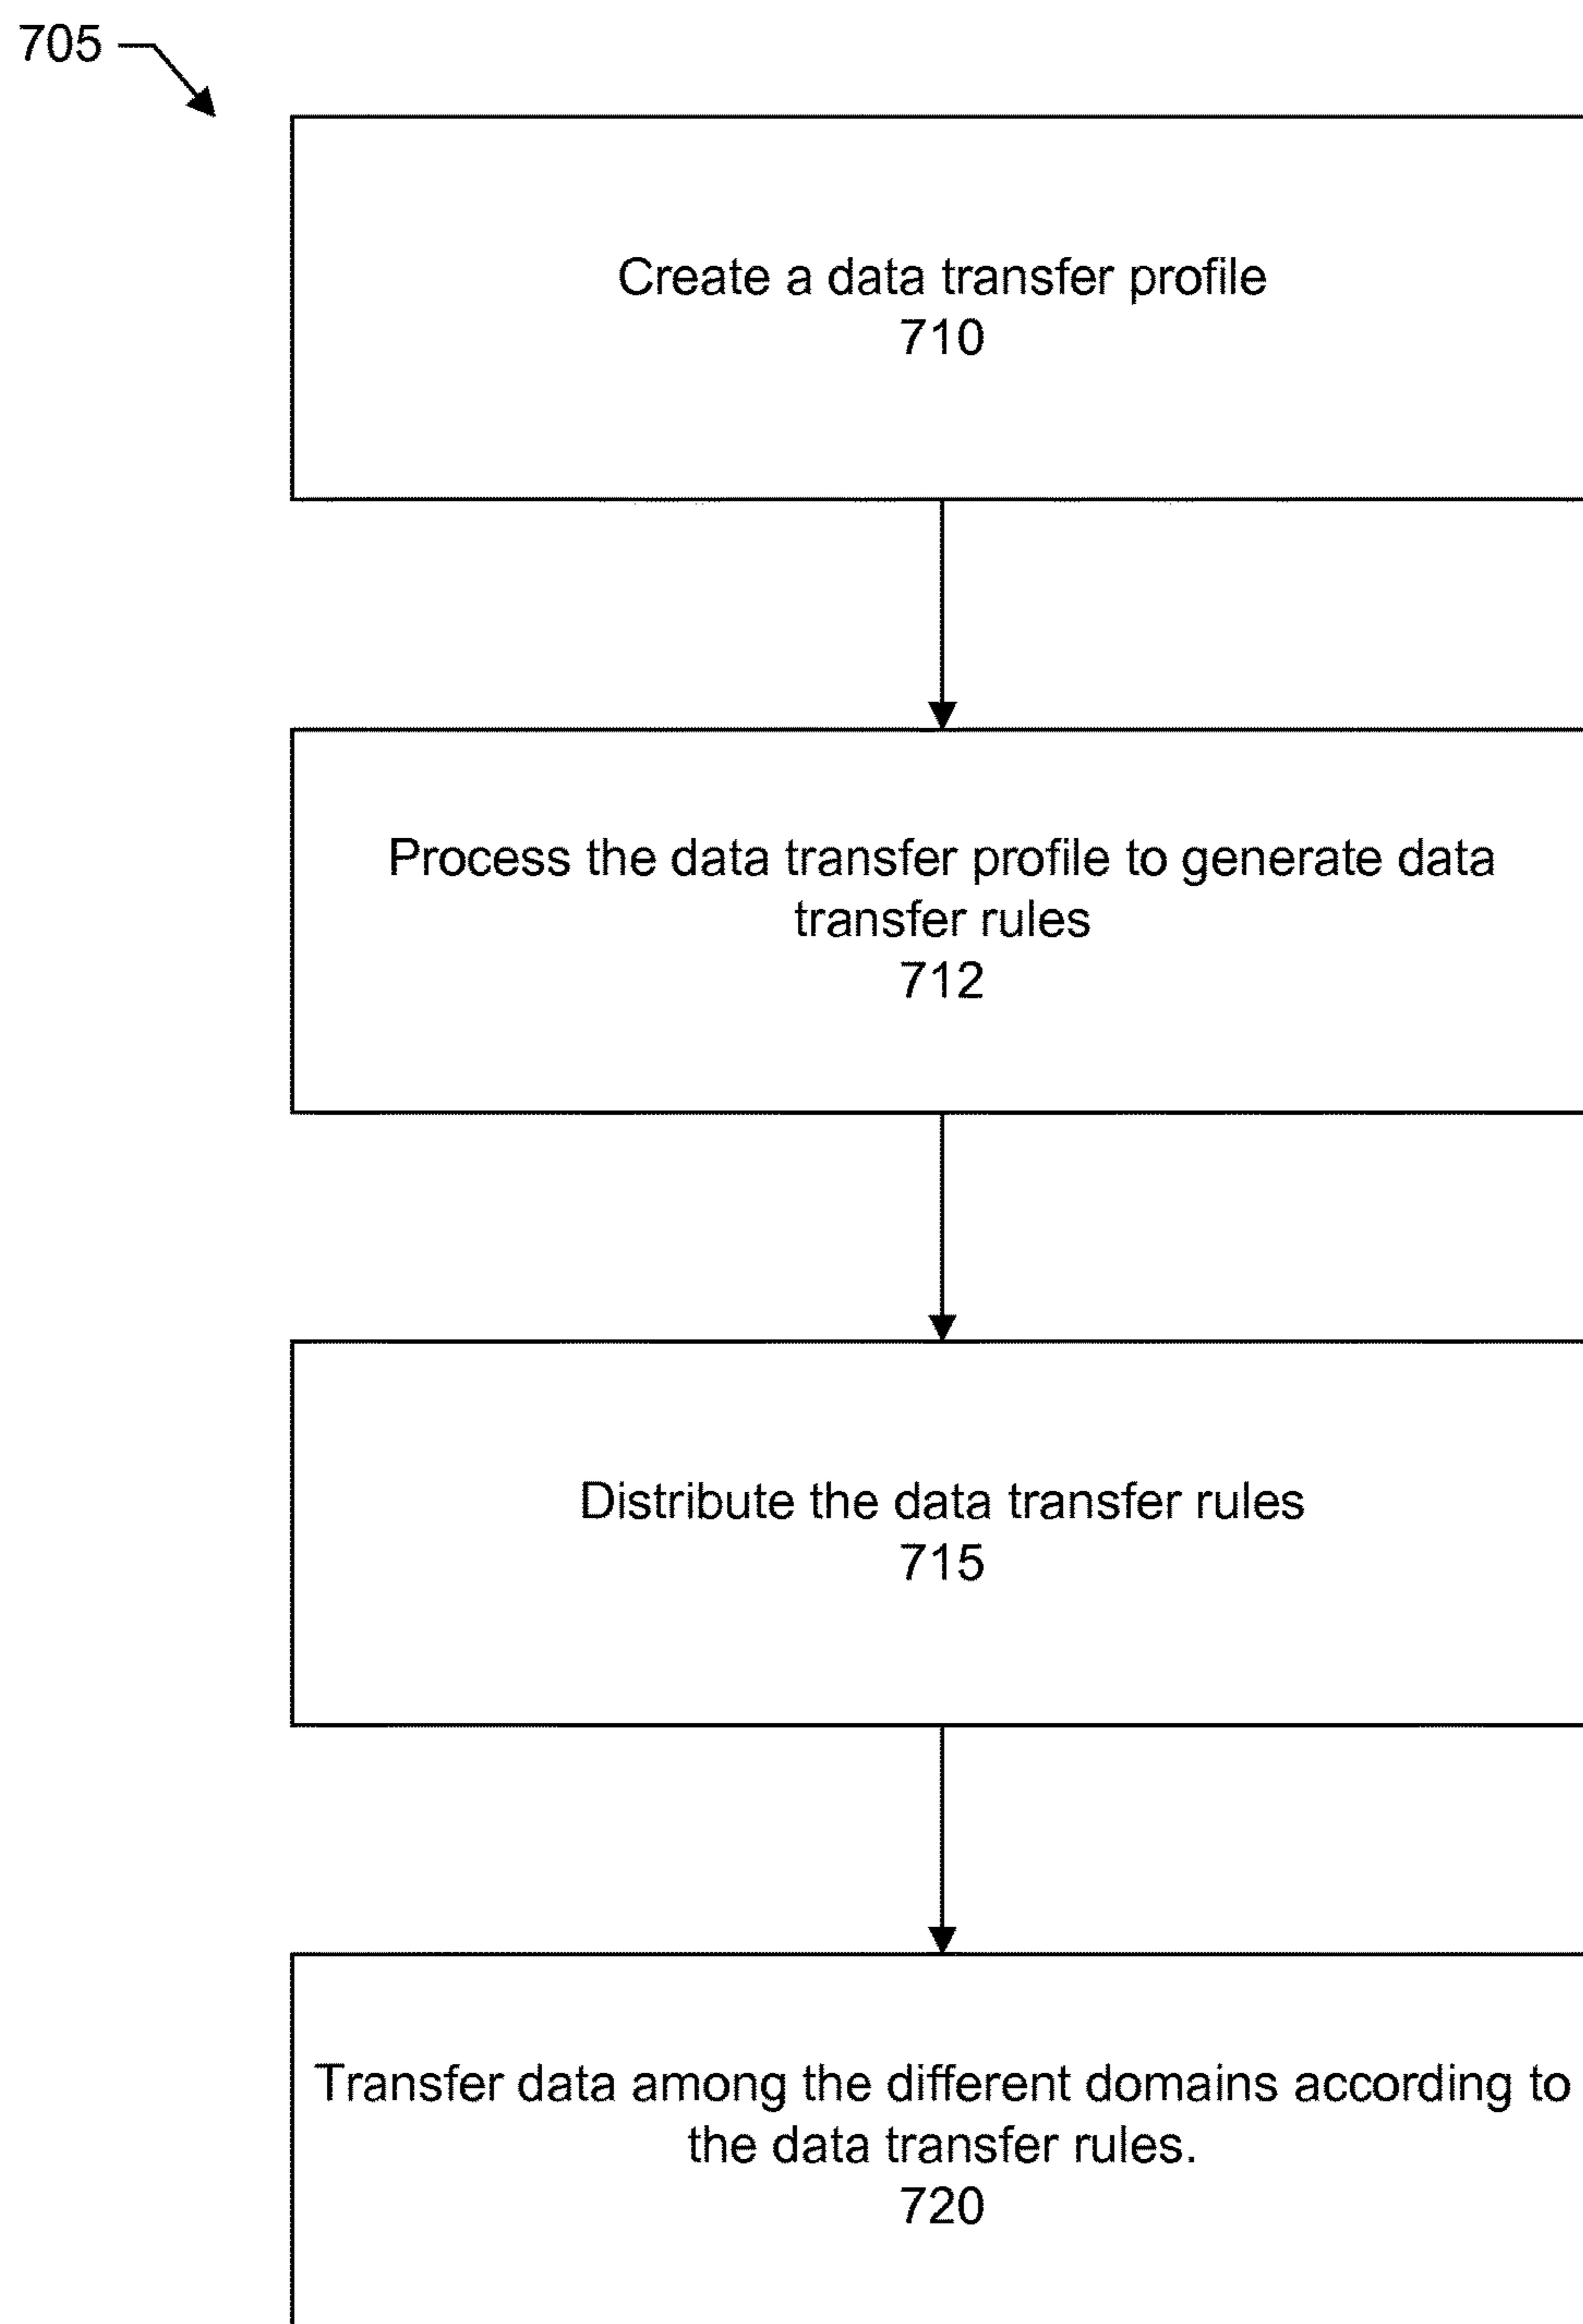 705
Create a data transfer profile
710
Process the data transfer profile to generate data
transfer rules
712
Distribute the data transfer rules
715
Transfer data among the different domains according to
the data transfer rules.
720